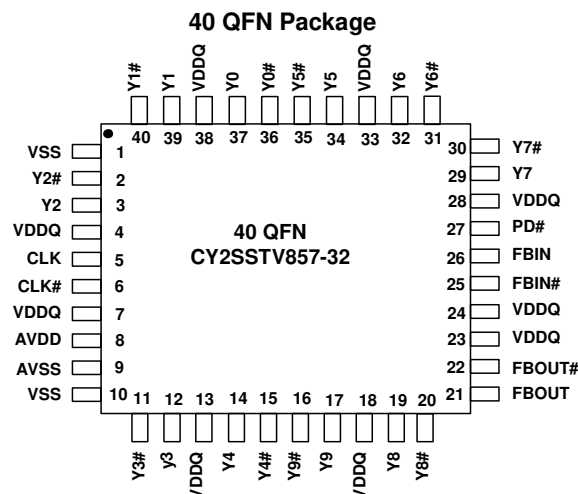 40 QFN Package
Y1# Y1 VDDQ Y0 Y0# Y5# Y5 VDDQ Y6 Y6#
40 39 38 37 36 35 34 33 32 31
VSS 1
Y2# 2
Y2 3
VDDQ 4
CLK 5
CLK# 6
VDDQ 7
AVDD 8
AVSS 9
VSS 10
40 QFN
CY2SSTV857-32
30 Y7#
29 Y7
28 VDDQ
27 PD#
26 FBIN
25 FBIN#
24 VDDQ
23 VDDQ
22 FBOUT#
21 FBOUT
11 12 13 14 15 16 17 18 19 20
Y3# y3 VDDQ Y4 Y4# Y9# Y9 VDDQ Y8 Y8#